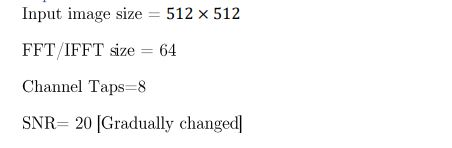 Input image size = 512 × 512
FFT/IFFT size = 64
Channel Taps=8
SNR= 20 [Gradually changed]